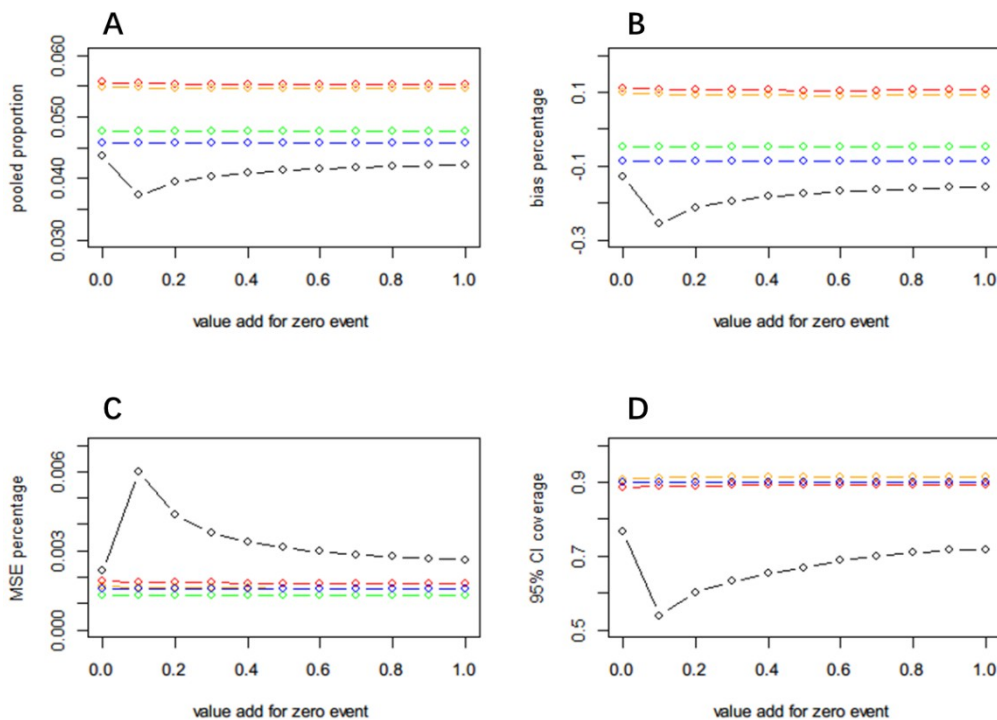 A
pooled proportion
0.060
0.050
0.040
0.030
0.0 0.2 0.4 0.6 0.8 1.0
value add for zero event
B
bias percentage
0.1
-0.1
-0.3
0.0 0.2 0.4 0.6 0.8 1.0
value add for zero event
C
MSE percentage
0.006
0.003
0.000
0.0 0.2 0.4 0.6 0.8 1.0
value add for zero event
D
95% CI coverage
0.9
0.7
0.5
0.0 0.2 0.4 0.6 0.8 1.0
value add for zero event